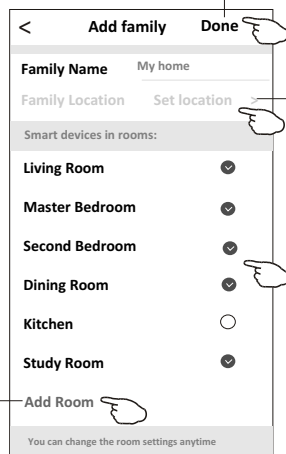 < Add family Done
Family Name My home
Family Location Set location >
Smart devices in rooms:
Living Room
Master Bedroom
Second Bedroom
Dining Room
Kitchen
Study Room
Add Room
You can change the room settings anytime